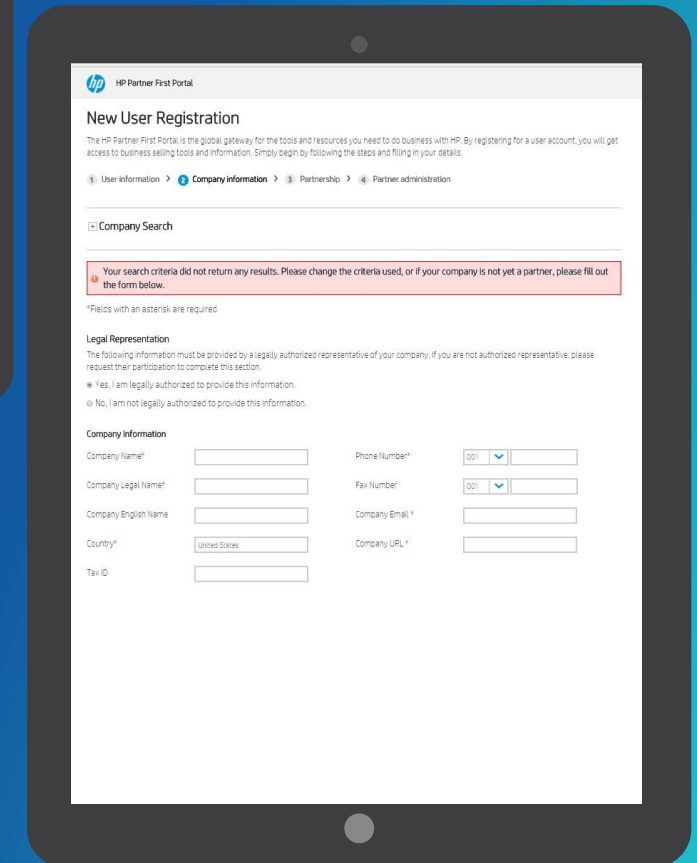 hp
HP Partner First Portal
New User Registration
The HP Partner First Portal is the global gateway for the tools and resources you need to do business with HP. By registering for a user account, you will get
access to business selling tools and information. Simply begin by following the steps and filling in your details.
1 User information > 2 Company information > 3 Partnership > 4 Partner administration
+ Company Search
! Your search criteria did not return any results. Please change the criteria used, or if your company is not yet a partner, please fill out
the form below.
*Fields with an asterisk are required
Legal Representation
The following information must be provided by a legally authorized representative of your company. If you are not authorized representative, please
request their participation to complete this section.
Yes, I am legally authorized to provide this information.
No, I am not legally authorized to provide this information.
Company Information
Company Name* Phone Number* 001
Company Legal Name* Fax Number 001
Company English Name Company Email *
Country* United States Company URL *
Tax ID